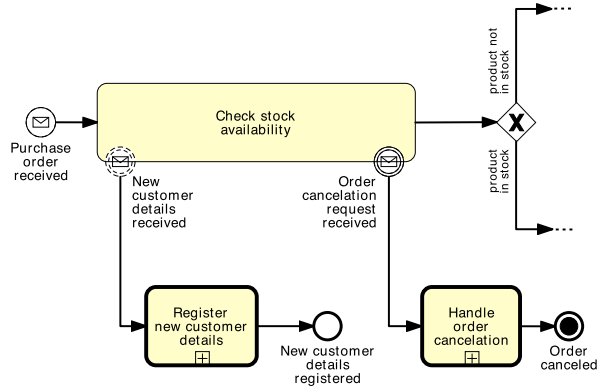 product not
in stock
Check stock
availability
Purchase
order
received
product
in stock
New
customer
details
received
Order
cancelation
request
received
Register
new customer
details
Handle
order
cancelation
New customer
details
registered
Order
canceled